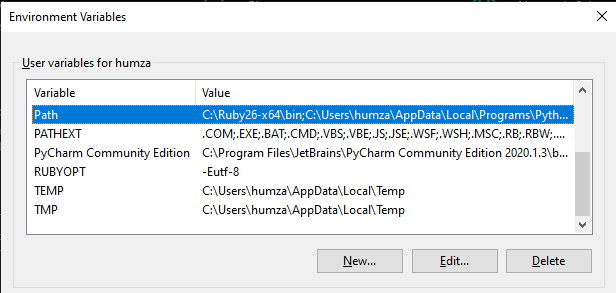 Environment Variables
User variables for humza
Variable Value
Path C:\Ruby26-x64\bin;C:\Users\humza\AppData\Local\Programs\Pyth...
PATHEXT .COM;.EXE;.BAT;.CMD;.VBS;.VBE;.JS;.JSE;.WSF;.WSH;.MSC;.RB;.RBW;....
PyCharm Community Edition C:\Program Files\JetBrains\PyCharm Community Edition 2020.1.3\b...
RUBYOPT -Eutf-8
TEMP C:\Users\humza\AppData\Local\Temp
TMP C:\Users\humza\AppData\Local\Temp
New... Edit... Delete